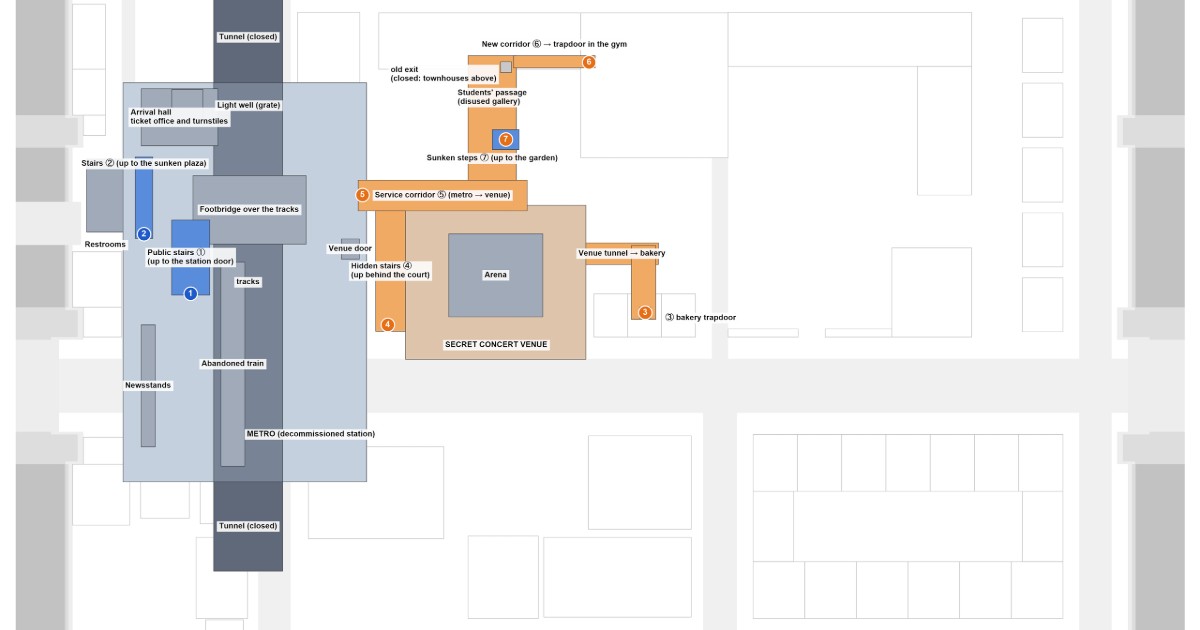 Tunnel (closed)
New corridor ⑥ → trapdoor in the gym
6
old exit
(closed: townhouses above)
Students' passage
(disused gallery)
Light well (grate)
Arrival hall
ticket office and turnstiles
7
Sunken steps ⑦ (up to the garden)
Stairs ② (up to the sunken plaza)
5
Service corridor ⑤ (metro → venue)
Footbridge over the tracks
2
Restrooms
Public stairs ①
(up to the station door)
Venue door
Venue tunnel → bakery
Hidden stairs ④
(up behind the court)
Arena
tracks
1
3
③ bakery trapdoor
4
SECRET CONCERT VENUE
Abandoned train
Newsstands
METRO (decommissioned station)
Tunnel (closed)